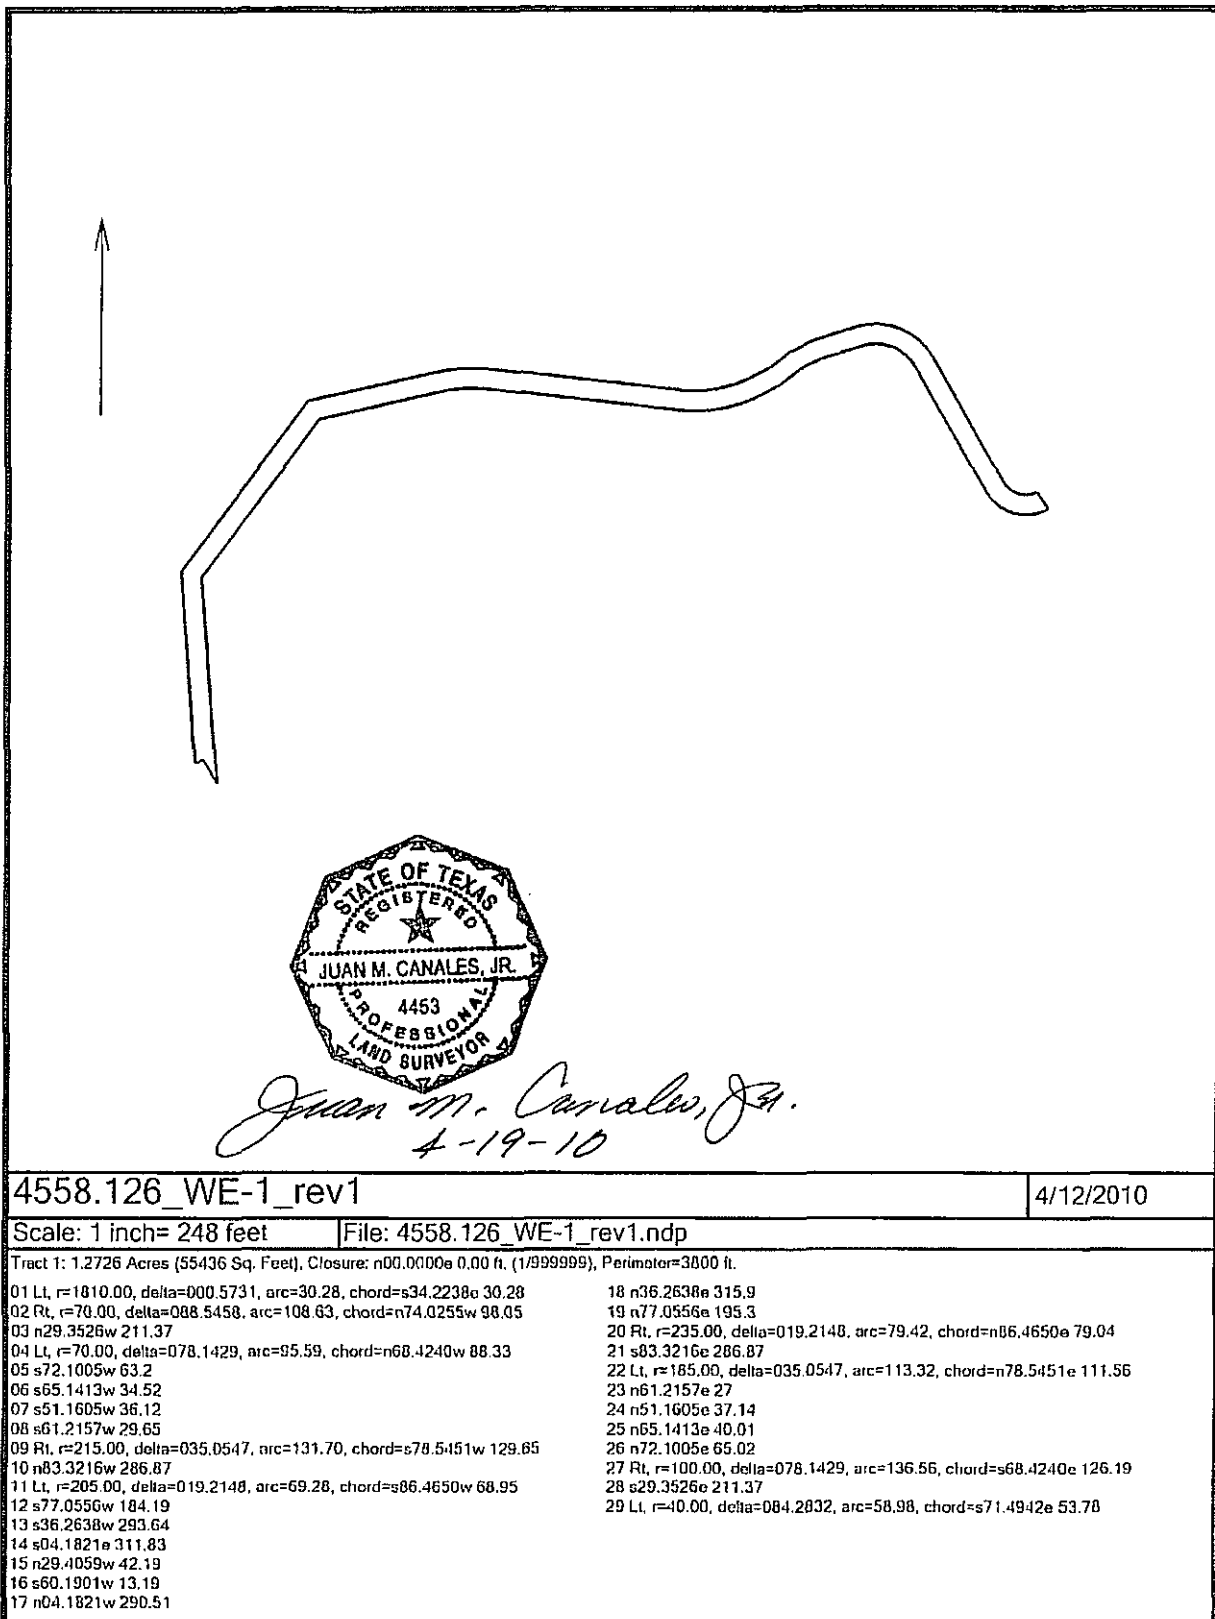 STATE OF TEXAS
REGISTERED
JUAN M. CANALES, JR.
4453
PROFESSIONAL
LAND SURVEYOR
Juan M. Canales, Jr.
4-19-10
4558.126_WE-1_rev1
4/12/2010
Scale: 1 inch= 248 feet
File: 4558.126_WE-1_rev1.ndp
Tract 1: 1.2726 Acres (55436 Sq. Feet), Closure: n00.0000e 0.00 ft. (1/999999), Perimeter=3800 ft.
01 Lt, r=1810.00, delta=000.5731, arc=30.28, chord=s34.2238e 30.28
02 Rt, r=70.00, delta=088.5458, arc=108.63, chord=n74.0255w 98.05
03 n29.3526w 211.37
04 Lt, r=70.00, delta=078.1429, arc=95.59, chord=n68.4240w 88.33
05 s72.1005w 63.2
06 s65.1413w 34.52
07 s51.1605w 36.12
08 s61.2157w 29.65
09 Rt, r=215.00, delta=035.0547, arc=131.70, chord=s78.5451w 129.65
10 n83.3216w 286.87
11 Lt, r=205.00, delta=019.2148, arc=69.28, chord=s86.4650w 68.95
12 s77.0556w 184.19
13 s36.2638w 293.64
14 s04.1821e 311.83
15 n29.4059w 42.19
16 s60.1901w 13.19
17 n04.1821w 290.51
18 n36.2638e 315.9
19 n77.0556e 195.3
20 Rt, r=235.00, delta=019.2148, arc=79.42, chord=n86.4650e 79.04
21 s83.3216e 286.87
22 Lt, r=185.00, delta=035.0547, arc=113.32, chord=n78.5451e 111.56
23 n61.2157e 27
24 n51.1605e 37.14
25 n65.1413e 40.01
26 n72.1005e 65.02
27 Rt, r=100.00, delta=078.1429, arc=136.56, chord=s68.4240e 126.19
28 s29.3526e 211.37
29 Lt, r=40.00, delta=084.2832, arc=58.98, chord=s71.4942e 53.78